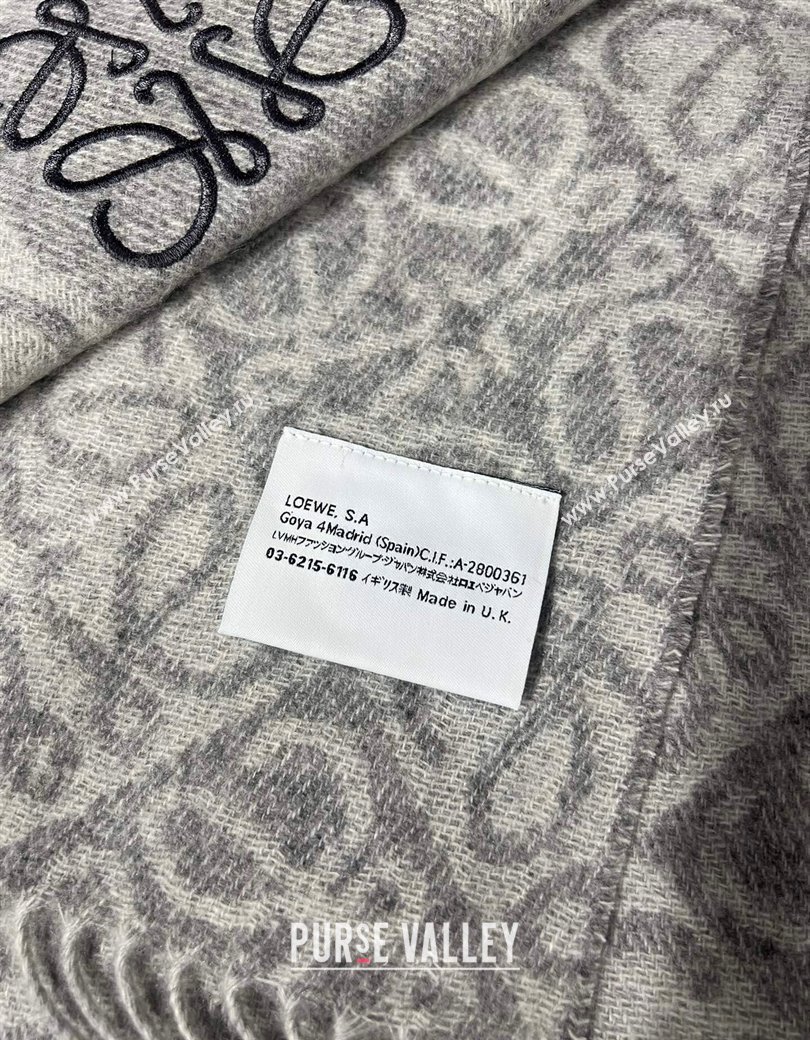 www.PurseValley.ru
www.PurseValley.ru
LOEWE, S.A
Goya 4Madrid (Spain)C.I.F.:A-2800361
LVMHファッション・グループ・ジャパン株式会社ロエベジャパン
03-6215-6116 イギリス製 Made in U.K.
PURSE VALLEY